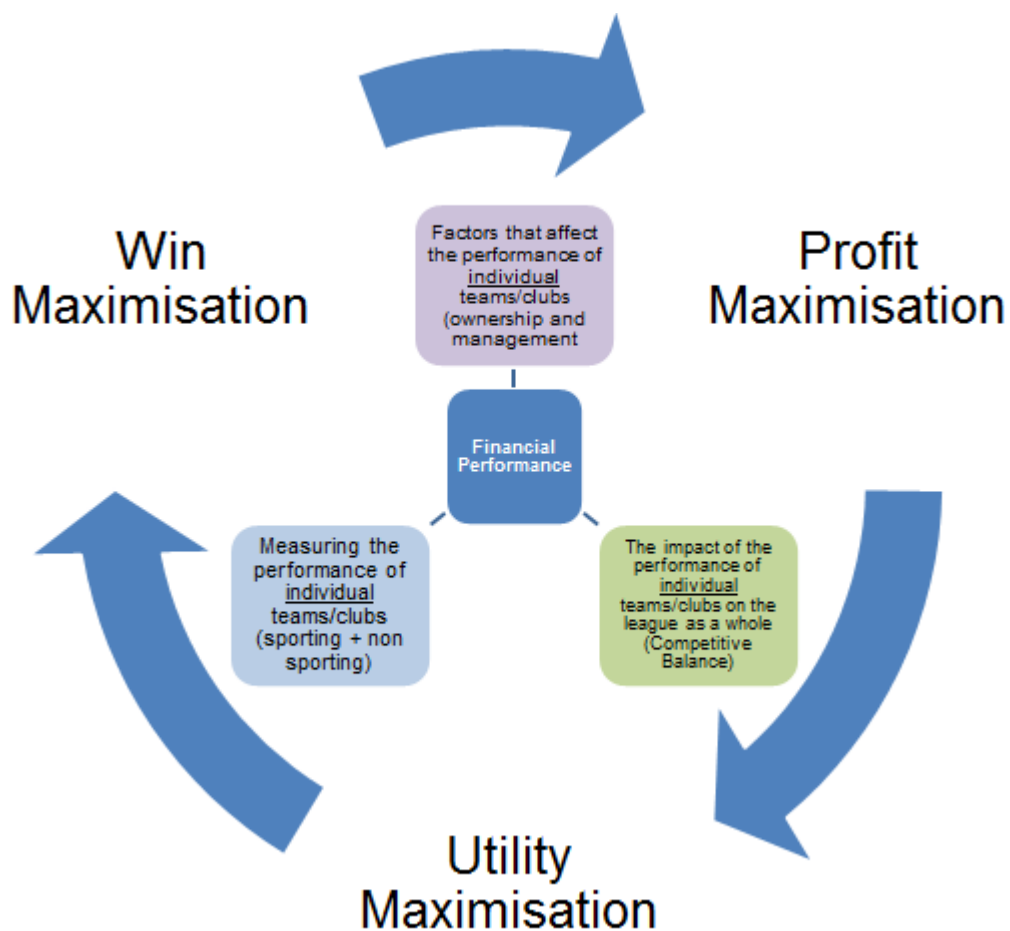 Win
Maximisation
Profit
Maximisation
Factors that affect
the performance of
individual
teams/clubs
(ownership and
management
Financial
Performance
Measuring the
performance of
individual
teams/clubs
(sporting + non
sporting)
The impact of the
performance of
individual
teams/clubs on the
league as a whole
(Competitive
Balance)
Utility
Maximisation